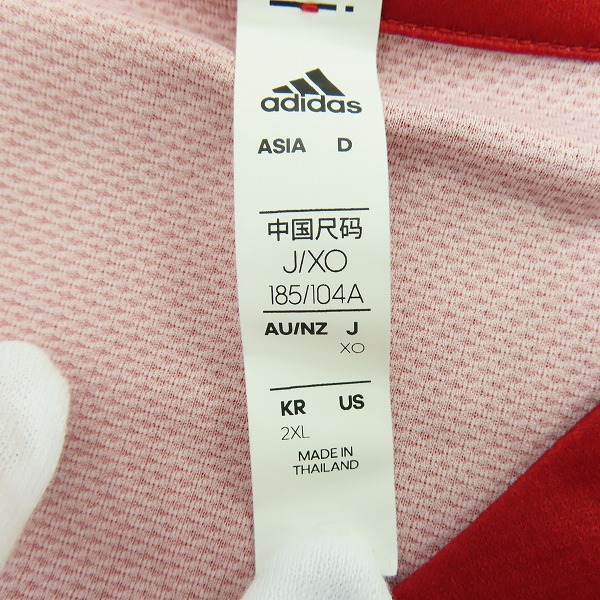 adidas
ASIA D
中国尺码
J/XO
185/104A
AU/NZ J
XO
KR US
2XL
MADE IN
THAILAND